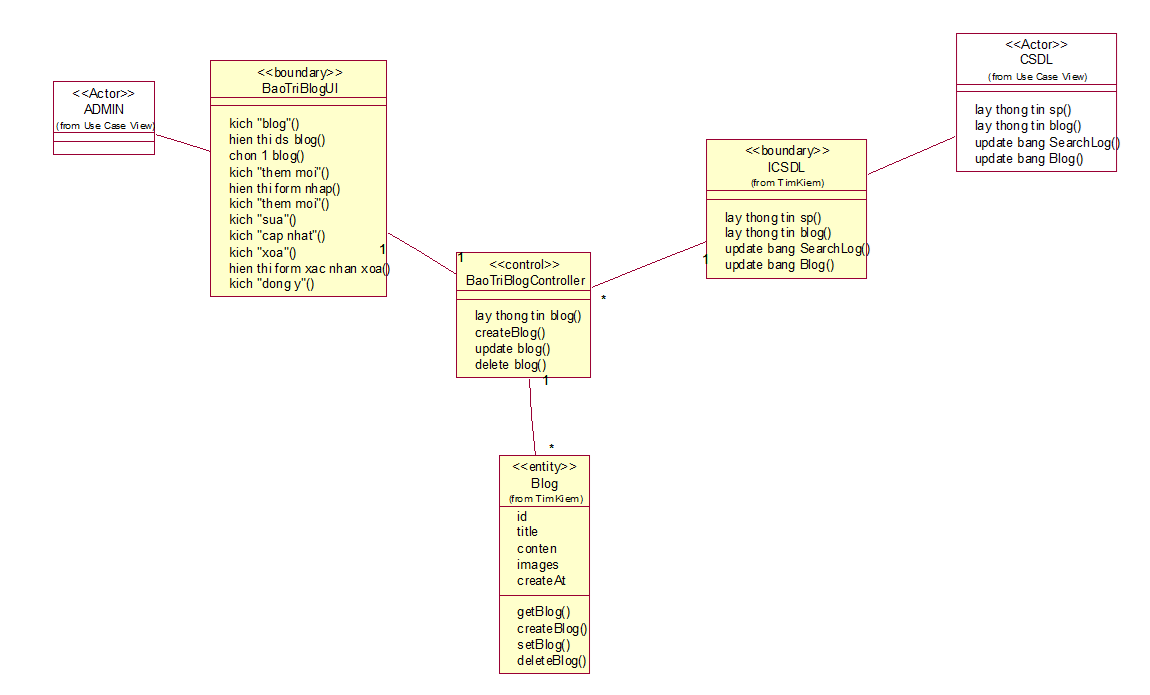 <<Actor>>
ADMIN
(from Use Case View)
<<boundary>>
BaoTriBlogUI
kich "blog"()
hien thi ds blog()
chon 1 blog()
kich "them moi"()
hien thi form nhap()
kich "them moi"()
kich "sua"()
kich "cap nhat"()
kich "xoa"()
hien thi form xac nhan xoa()
kich "dong y"()
1
1
<<control>>
BaoTriBlogController
lay thong tin blog()
createBlog()
update blog()
delete blog()
*
1
1
<<boundary>>
ICSDL
(from TimKiem)
lay thong tin sp()
lay thong tin blog()
update bang SearchLog()
update bang Blog()
<<Actor>>
CSDL
(from Use Case View)
lay thong tin sp()
lay thong tin blog()
update bang SearchLog()
update bang Blog()
*
<<entity>>
Blog
(from TimKiem)
id
title
conten
images
createAt
getBlog()
createBlog()
setBlog()
deleteBlog()